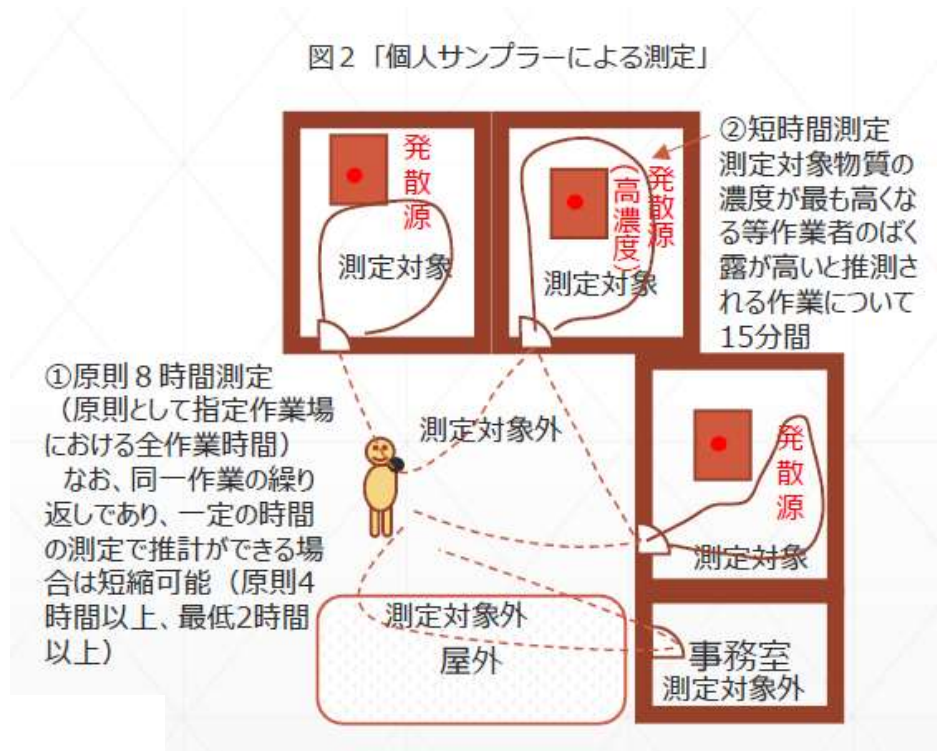 図2「個人サンプラーによる測定」
発散源
測定対象
発散源
(高濃度)
測定対象
②短時間測定
測定対象物質の
濃度が最も高くな
る等作業者のばく
露が高いと推測さ
れる作業について
15分間
①原則8時間測定
（原則として指定作業場
における全作業時間）
なお、同一作業の繰り
返しであり、一定の時間
の測定で推計ができる場
合は短縮可能（原則4
時間以上、最低2時間
以上）
測定対象外
発散源
測定対象
測定対象外
屋外
事務室
測定対象外